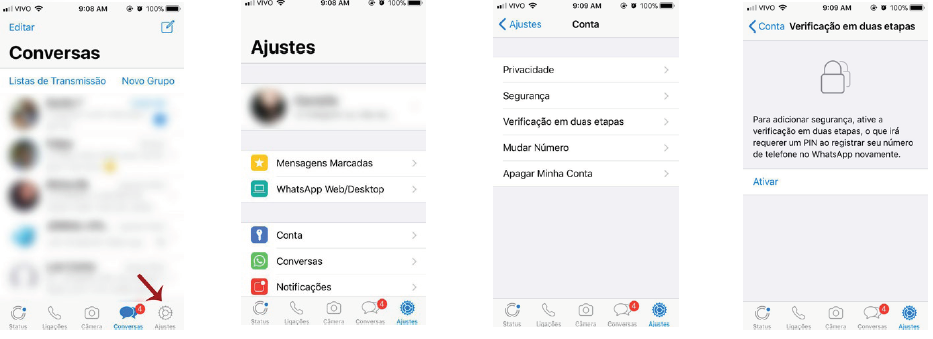 VIVO 9:08 AM 100%
Editar
Conversas
Listas de Transmissão Novo Grupo
4
Status Ligações Câmera Conversas Ajustes
VIVO 9:08 AM 100%
Ajustes
Mensagens Marcadas
WhatsApp Web/Desktop
Conta
Conversas
Notificações
4
Status Ligações Câmera Conversas Ajustes
VIVO 9:09 AM 100%
Ajustes Conta
Privacidade
Segurança
Verificação em duas etapas
Mudar Número
Apagar Minha Conta
4
Status Ligações Câmera Conversas Ajustes
VIVO 9:09 AM 100%
Conta Verificação em duas etapas
Para adicionar segurança, ative a
verificação em duas etapas, o que irá
requerer um PIN ao registrar seu número
de telefone no WhatsApp novamente.
Ativar
4
Status Ligações Câmera Conversas Ajustes